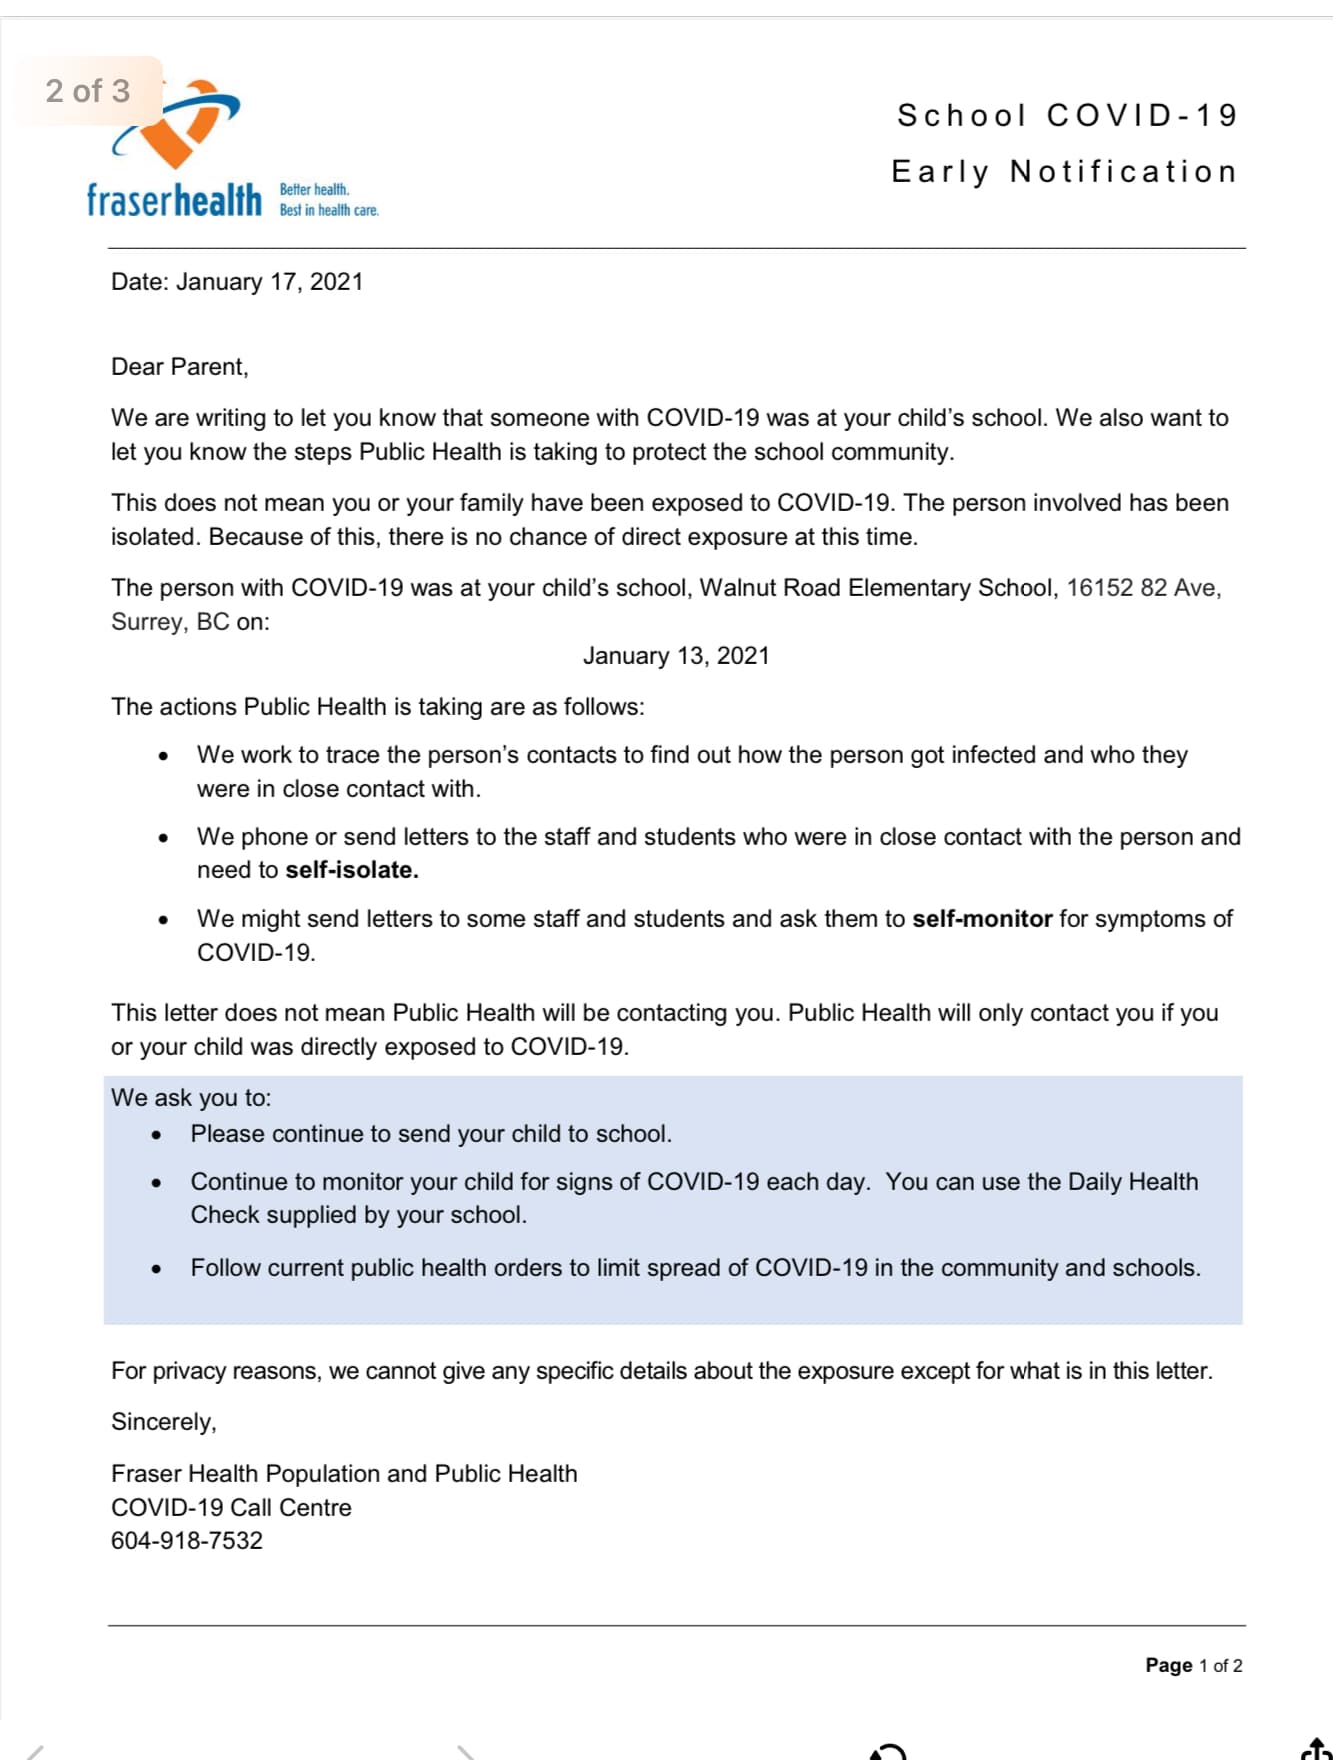 2 of 3
fraserhealth
Better health.
Best in health care.
School COVID-19
Early Notification
Date: January 17, 2021
Dear Parent,
We are writing to let you know that someone with COVID-19 was at your child's school. We also want to
let you know the steps Public Health is taking to protect the school community.
This does not mean you or your family have been exposed to COVID-19. The person involved has been
isolated. Because of this, there is no chance of direct exposure at this time.
The person with COVID-19 was at your child's school, Walnut Road Elementary School, 16152 82 Ave,
Surrey, BC on:
January 13, 2021
The actions Public Health is taking are as follows:
• We work to trace the person's contacts to find out how the person got infected and who they
were in close contact with.
• We phone or send letters to the staff and students who were in close contact with the person and
need to self-isolate.
• We might send letters to some staff and students and ask them to self-monitor for symptoms of
COVID-19.
This letter does not mean Public Health will be contacting you. Public Health will only contact you if you
or your child was directly exposed to COVID-19.
We ask you to:
• Please continue to send your child to school.
• Continue to monitor your child for signs of COVID-19 each day. You can use the Daily Health
Check supplied by your school.
• Follow current public health orders to limit spread of COVID-19 in the community and schools.
For privacy reasons, we cannot give any specific details about the exposure except for what is in this letter.
Sincerely,
Fraser Health Population and Public Health
COVID-19 Call Centre
604-918-7532
Page 1 of 2